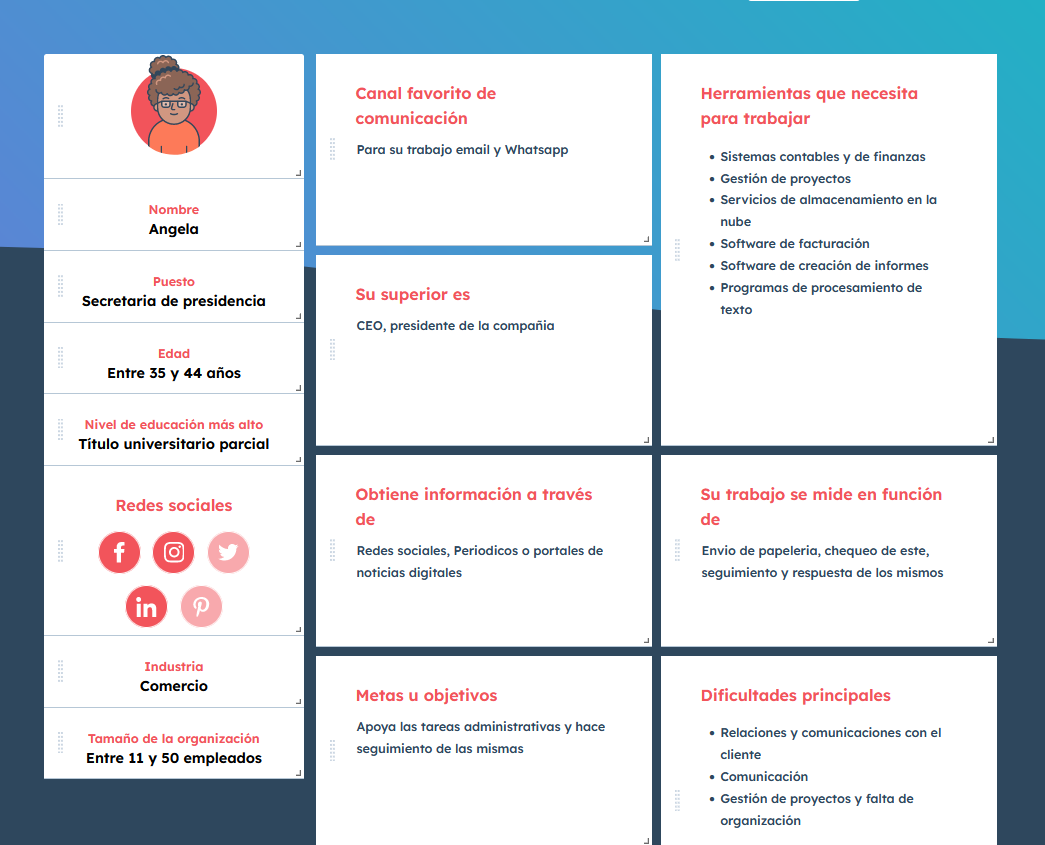 Nombre
Angela
Puesto
Secretaria de presidencia
Edad
Entre 35 y 44 años
Nivel de educación más alto
Título universitario parcial
Redes sociales
Industria
Comercio
Tamaño de la organización
Entre 11 y 50 empleados
Canal favorito de
comunicación
Para su trabajo email y Whatsapp
Su superior es
CEO, presidente de la compañia
Obtiene información a través
de
Redes sociales, Periodicos o portales de
noticias digitales
Metas u objetivos
Apoya las tareas administrativas y hace
seguimiento de las mismas
Herramientas que necesita
para trabajar
• Sistemas contables y de finanzas
• Gestión de proyectos
• Servicios de almacenamiento en la
nube
• Software de facturación
• Software de creación de informes
• Programas de procesamiento de
texto
Su trabajo se mide en función
de
Envio de papeleria, chequeo de este,
seguimiento y respuesta de los mismos
Dificultades principales
• Relaciones y comunicaciones con el
cliente
• Comunicación
• Gestión de proyectos y falta de
organización